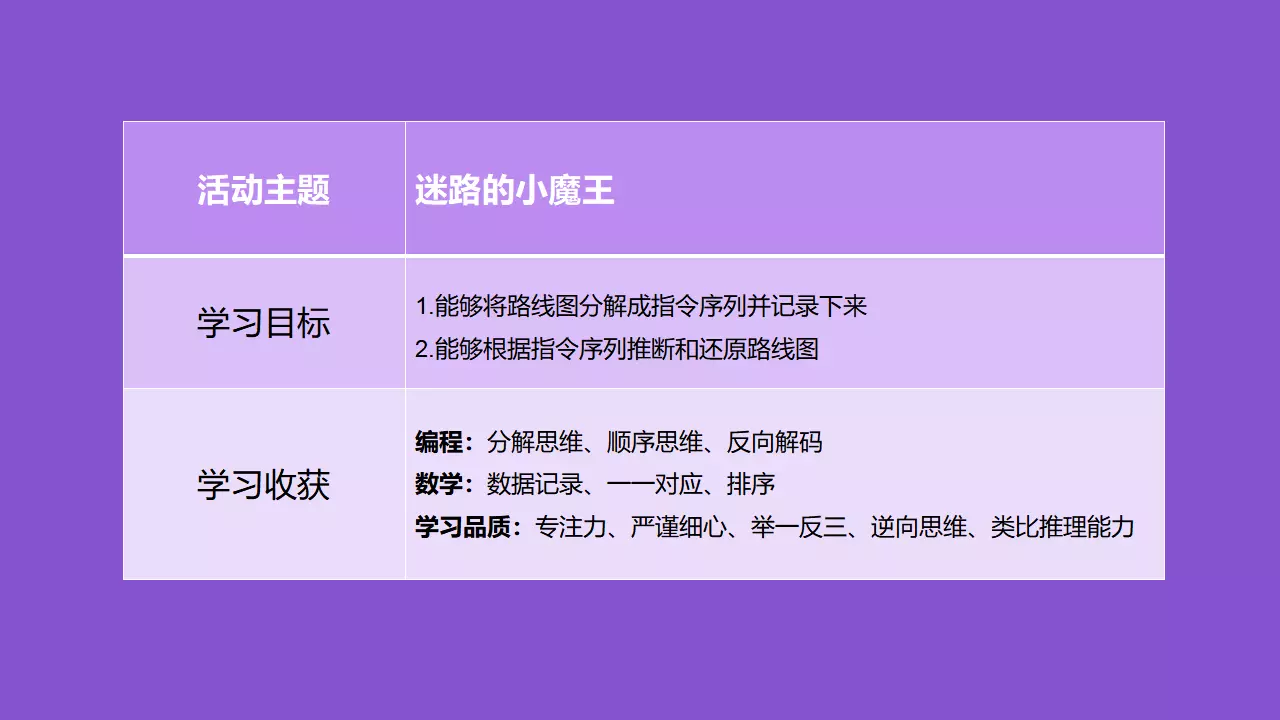 活动主题
迷路的小魔王
学习目标
1.能够将路线图分解成指令序列并记录下来
2.能够根据指令序列推断和还原路线图
学习收获
编程：分解思维、顺序思维、反向解码
数学：数据记录、一一对应、排序
学习品质：专注力、严谨细心、举一反三、逆向思维、类比推理能力